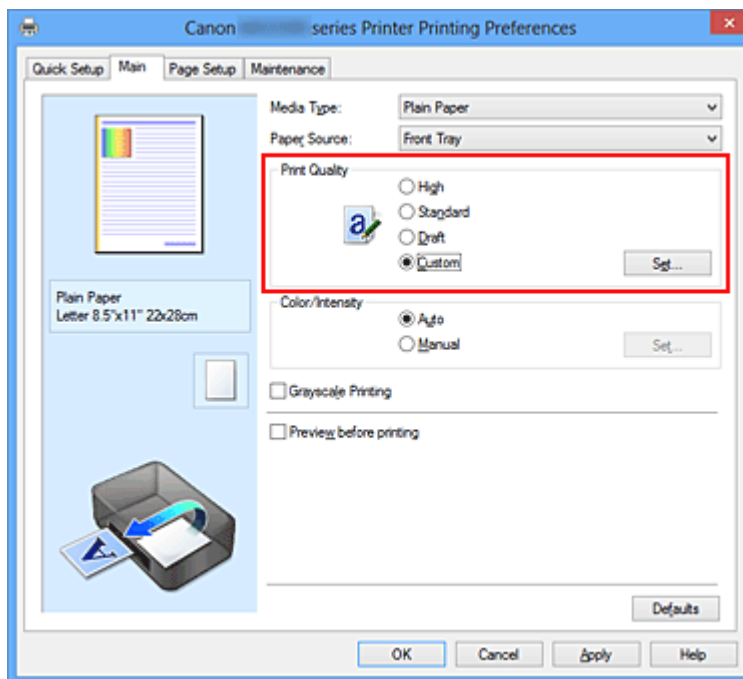 Canon series Printer Printing Preferences
Quick Setup Main Page Setup Maintenance
Media Type: Plain Paper
Paper Source: Front Tray
Print Quality
High
Standard
Draft
Custom Set...
Plain Paper
Letter 8.5"x11" 22x28cm
Color/Intensity
Auto
Manual Set...
Grayscale Printing
Preview before printing
Defaults
OK Cancel Apply Help